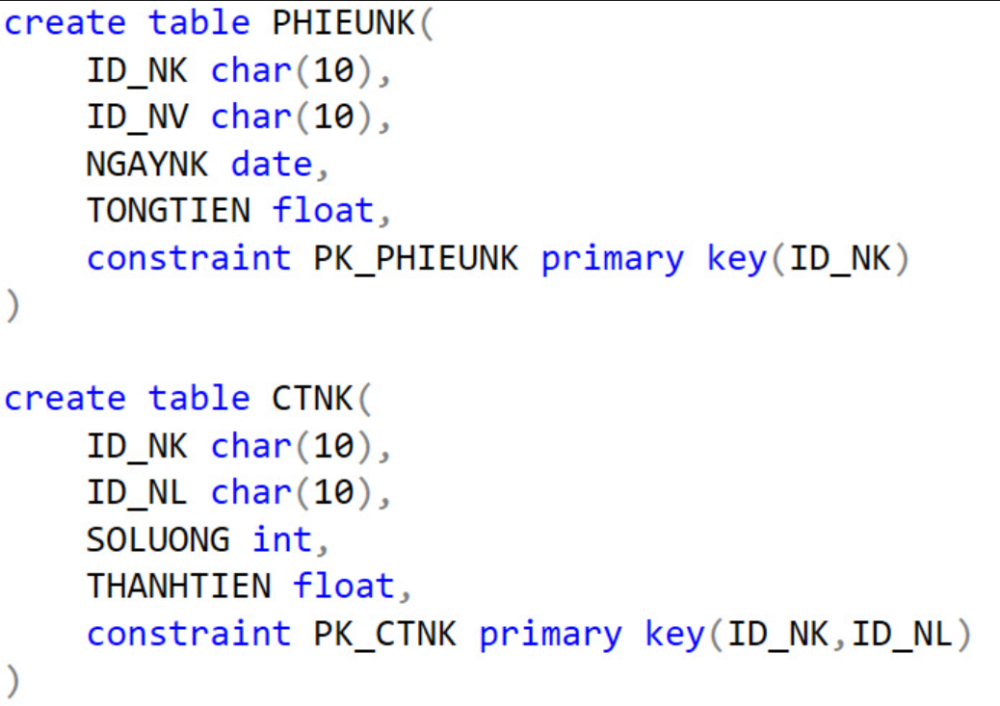 create table PHIEUNK(
    ID_NK char(10),
    ID_NV char(10),
    NGAYNK date,
    TONGTIEN float,
    constraint PK_PHIEUNK primary key(ID_NK)
)

create table CTNK(
    ID_NK char(10),
    ID_NL char(10),
    SOLUONG int,
    THANHTIEN float,
    constraint PK_CTNK primary key(ID_NK,ID_NL)
)